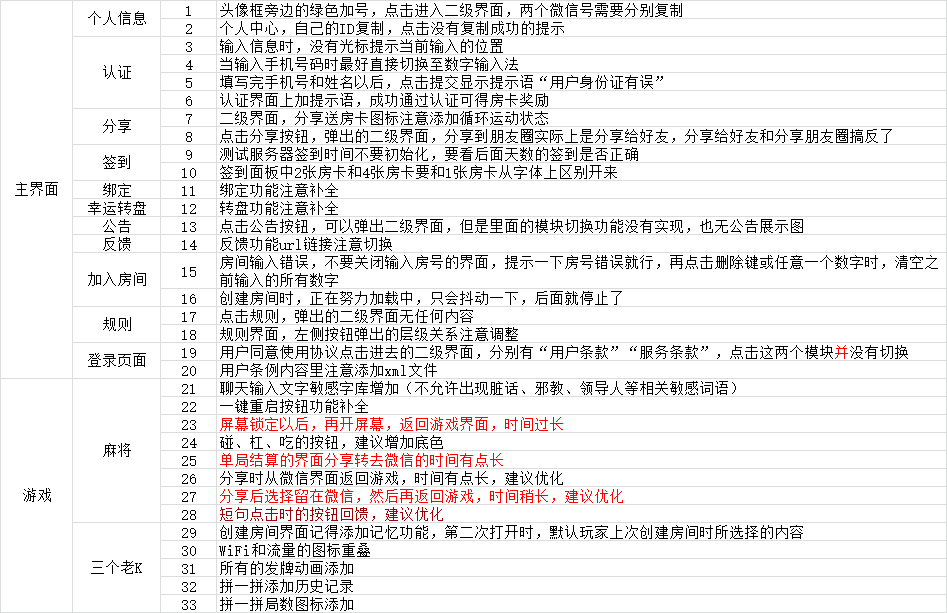 主界面
个人信息
1 头像框旁边的绿色加号，点击进入二级界面，两个微信号需要分别复制
2 个人中心，自己的ID复制，点击没有复制成功的提示
认证
3 输入信息时，没有光标提示当前输入的位置
4 当输入手机号码时最好直接切换至数字输入法
5 填写完手机号和姓名以后，点击提交显示提示语“用户身份证有误”
6 认证界面上加提示语，成功通过认证可得房卡奖励
分享
7 二级界面，分享送房卡图标注意添加循环运动状态
8 点击分享按钮，弹出的二级界面，分享到朋友圈实际上是分享给好友，分享给好友和分享朋友圈搞反了
签到
9 测试服务器签到时间不要初始化，要看后面天数的签到是否正确
10 签到面板中2张房卡和4张房卡要和1张房卡从字体上区别开来
绑定
11 绑定功能注意补全
幸运转盘
12 转盘功能注意补全
公告
13 点击公告按钮，可以弹出二级界面，但是里面的模块切换功能没有实现，也无公告展示图
反馈
14 反馈功能url链接注意切换
加入房间
15 房间输入错误，不要关闭输入房号的界面，提示一下房号错误就行，再点击删除键或任意一个数字时，清空之
前输入的所有数字
16 创建房间时，正在努力加载中，只会抖动一下，后面就停止了
规则
17 点击规则，弹出的二级界面无任何内容
18 规则界面，左侧按钮弹出的层级关系注意调整
登录页面
19 用户同意使用协议点击进去的二级界面，分别有“用户条款”“服务条款”，点击这两个模块并没有切换
20 用户条例内容里注意添加xml文件
游戏
麻将
21 聊天输入文字敏感字库增加（不允许出现脏话、邪教、领导人等相关敏感词语）
22 一键重启按钮功能补全
23 屏幕锁定以后，再开屏幕，返回游戏界面，时间过长
24 碰、杠、吃的按钮，建议增加底色
25 单局结算的界面分享转去微信的时间有点长
26 分享时从微信界面返回游戏，时间有点长，建议优化
27 分享后选择留在微信，然后再返回游戏，时间稍长，建议优化
28 短句点击时的按钮回馈，建议优化
三个老K
29 创建房间界面记得添加记忆功能，第二次打开时，默认玩家上次创建房间时所选择的内容
30 WiFi和流量的图标重叠
31 所有的发牌动画添加
32 拼一拼添加历史记录
33 拼一拼局数图标添加